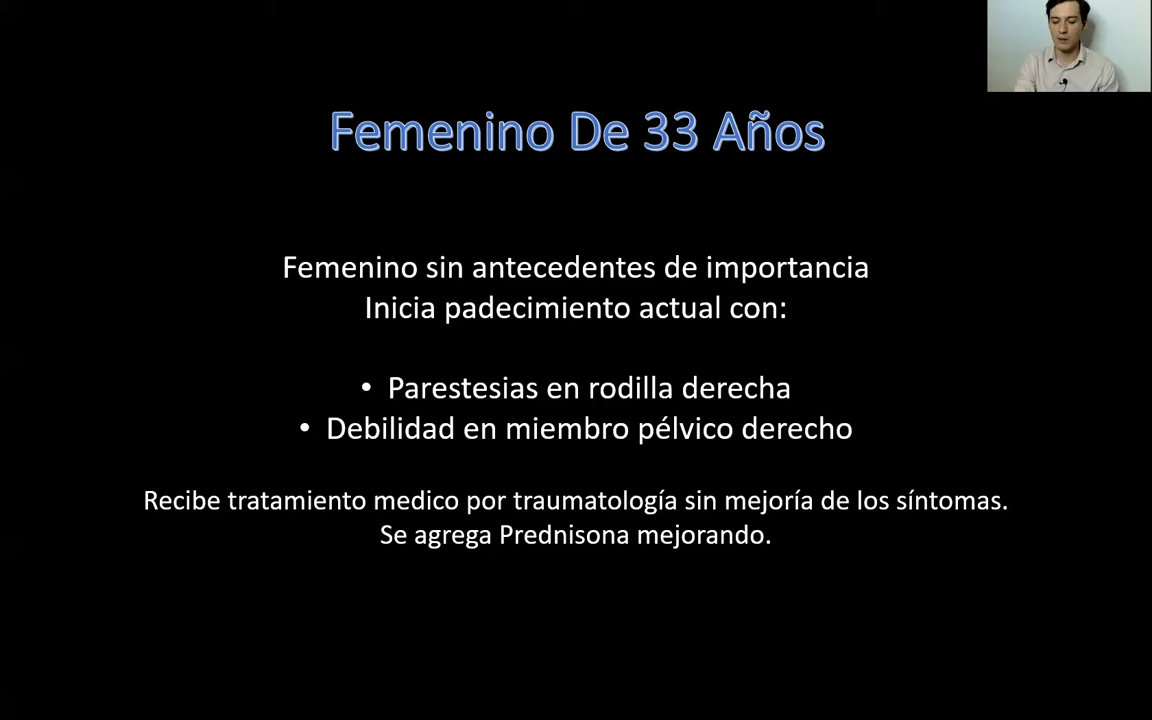 Femenino De 33 Años
Femenino sin antecedentes de importancia
Inicia padecimiento actual con:
• Parestesias en rodilla derecha
• Debilidad en miembro pélvico derecho
Recibe tratamiento medico por traumatología sin mejoría de los síntomas.
Se agrega Prednisona mejorando.